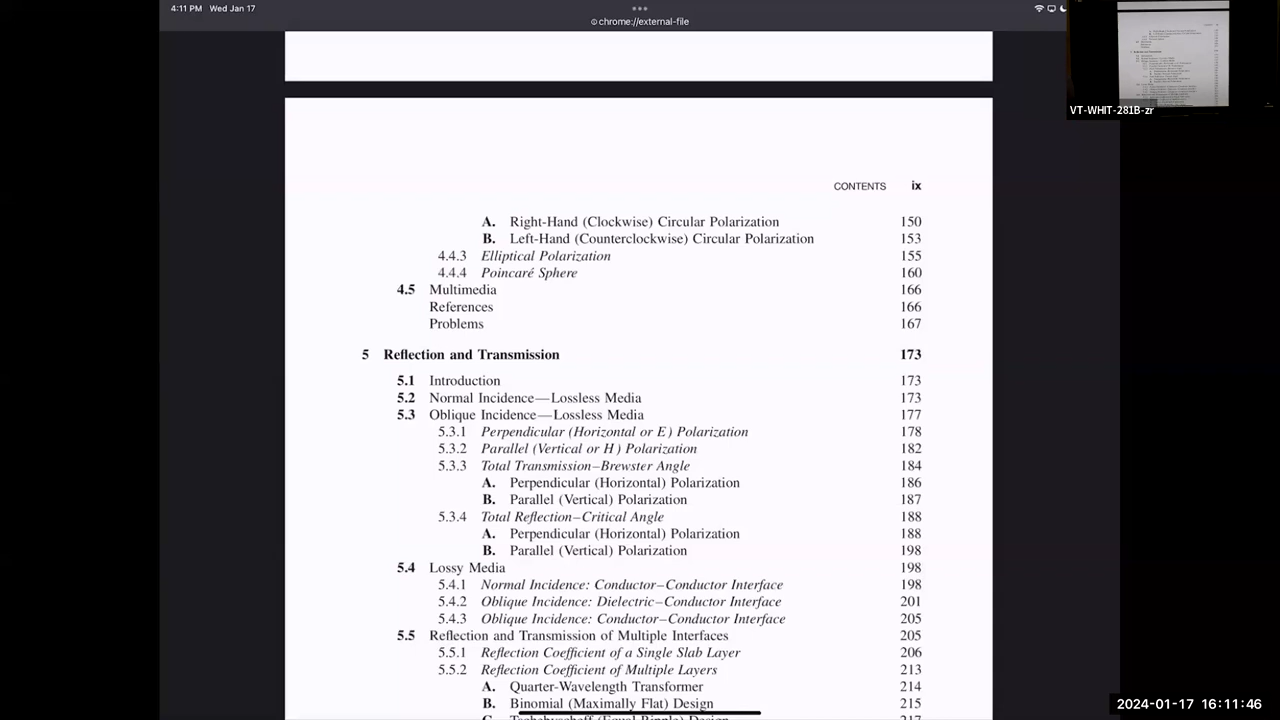 4:11 PM Wed Jan 17
chrome://external-file
VT-WHIT-281B-zr
CONTENTS ix
A. Right-Hand (Clockwise) Circular Polarization 150
B. Left-Hand (Counterclockwise) Circular Polarization 153
4.4.3 Elliptical Polarization 155
4.4.4 Poincaré Sphere 160
4.5 Multimedia 166
References 166
Problems 167
5 Reflection and Transmission 173
5.1 Introduction 173
5.2 Normal Incidence—Lossless Media 173
5.3 Oblique Incidence—Lossless Media 177
5.3.1 Perpendicular (Horizontal or E) Polarization 178
5.3.2 Parallel (Vertical or H) Polarization 182
5.3.3 Total Transmission–Brewster Angle 184
A. Perpendicular (Horizontal) Polarization 186
B. Parallel (Vertical) Polarization 187
5.3.4 Total Reflection–Critical Angle 188
A. Perpendicular (Horizontal) Polarization 188
B. Parallel (Vertical) Polarization 198
5.4 Lossy Media 198
5.4.1 Normal Incidence: Conductor–Conductor Interface 198
5.4.2 Oblique Incidence: Dielectric–Conductor Interface 201
5.4.3 Oblique Incidence: Conductor–Conductor Interface 205
5.5 Reflection and Transmission of Multiple Interfaces 205
5.5.1 Reflection Coefficient of a Single Slab Layer 206
5.5.2 Reflection Coefficient of Multiple Layers 213
A. Quarter-Wavelength Transformer 214
B. Binomial (Maximally Flat) Design 215
C. Tschebyscheff (Equal Ripple) Design 217
2024-01-17 16:11:46